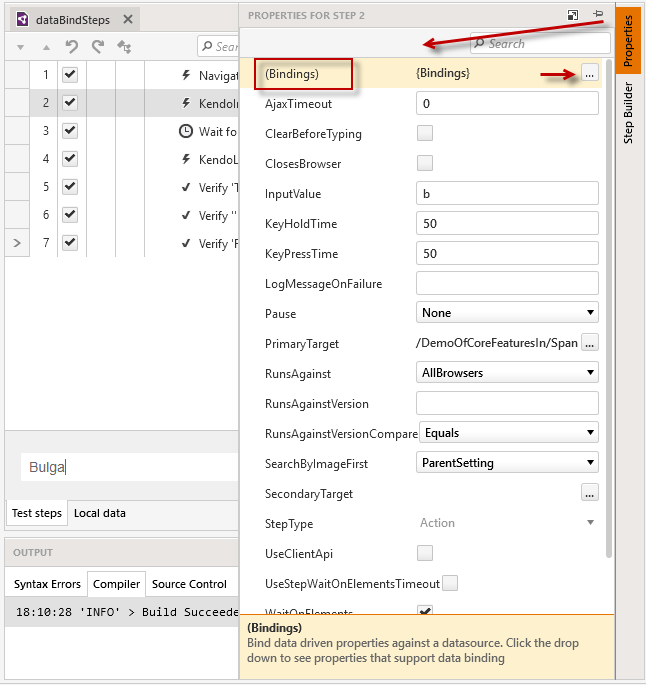 dataBindSteps
PROPERTIES FOR STEP 2
Search
1
Navigat
2
KendoIn
3
Wait fo
4
KendoL
5
Verify 'T
6
Verify ''
7
Verify 'F
(Bindings) {Bindings} ...
AjaxTimeout 0
ClearBeforeTyping
ClosesBrowser
InputValue b
KeyHoldTime 50
KeyPressTime 50
LogMessageOnFailure
Pause None
PrimaryTarget /DemoOfCoreFeaturesIn/Span ...
RunsAgainst AllBrowsers
RunsAgainstVersion
RunsAgainstVersionCompare Equals
SearchByImageFirst ParentSetting
SecondaryTarget ...
StepType Action
UseClientApi
UseStepWaitOnElementsTimeout
WaitOnElements
(Bindings)
Bind data driven properties against a datasource. Click the drop
down to see properties that support data binding
Properties
Step Builder
Bulga
Test steps Local data
OUTPUT
Syntax Errors Compiler Source Control
18:10:28 'INFO' > Build Succeede